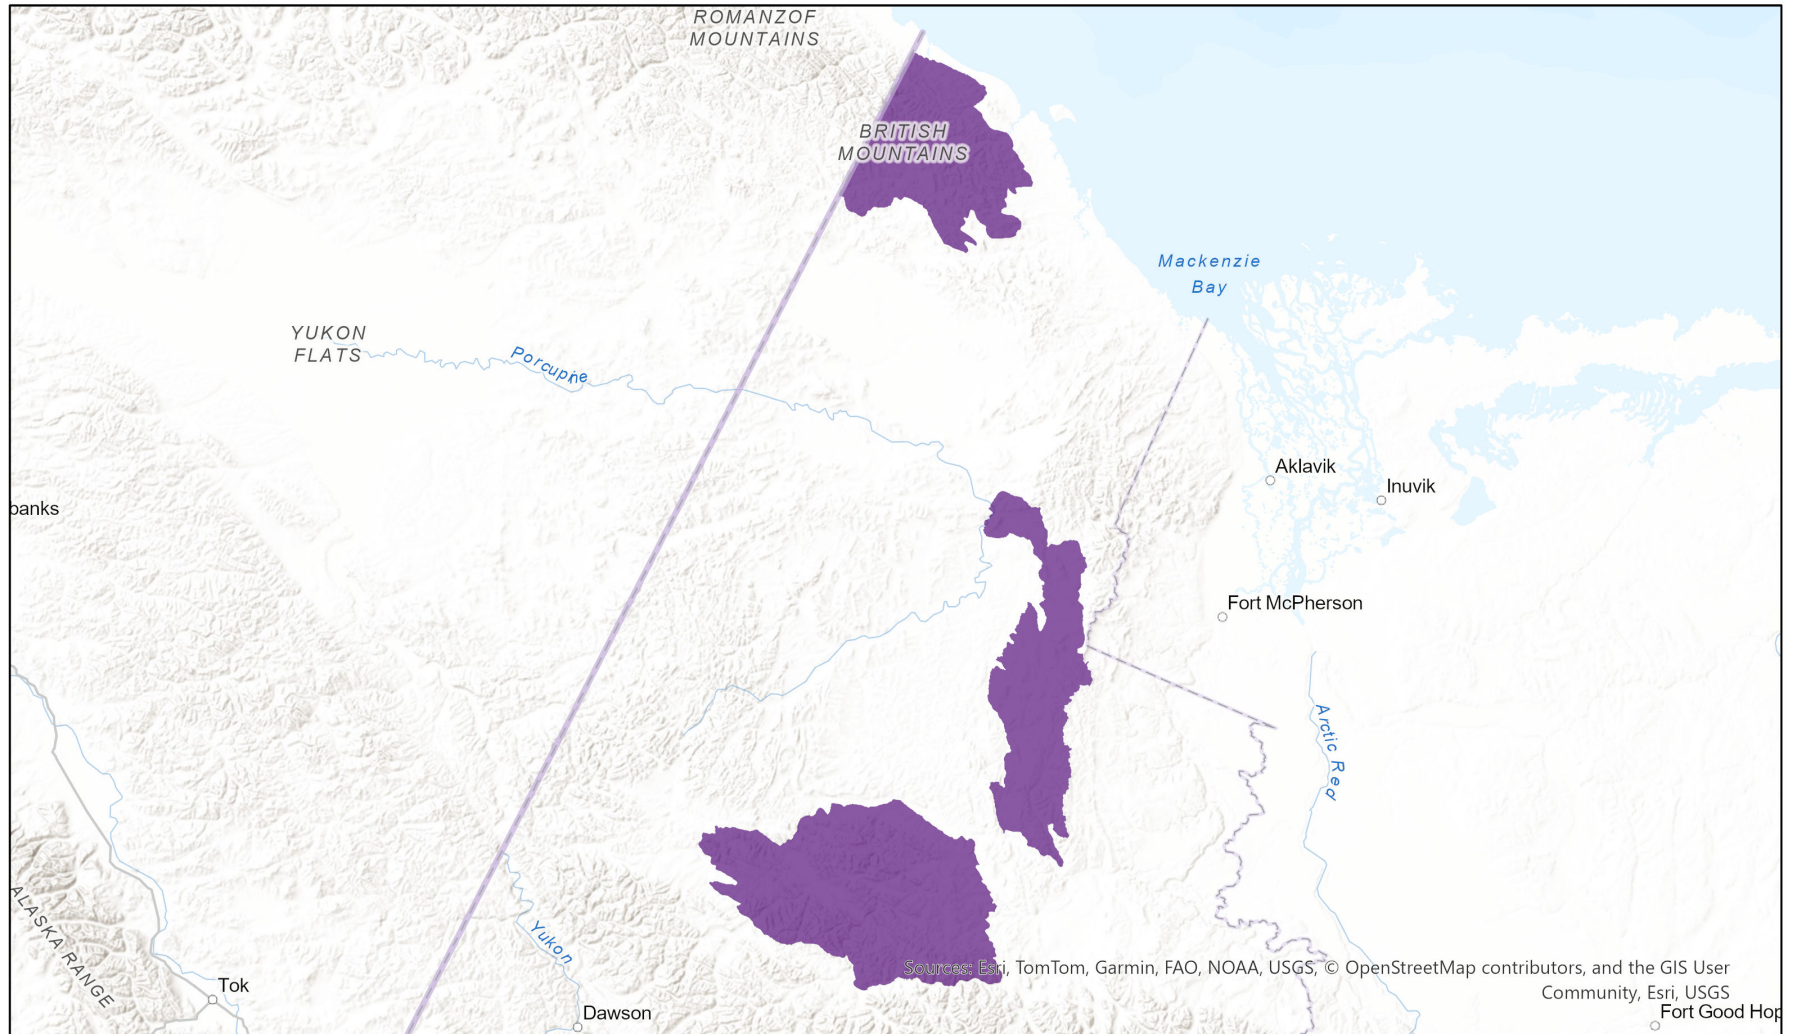 ROMANZOF
MOUNTAINS
BRITISH
MOUNTAINS
Mackenzie
Bay
YUKON
FLATS
Porcupine
Aklavik
Inuvik
banks
Fort McPherson
Arctic Red
ALASKA RANGE
Yukon
Tok
Dawson
Sources: Esri, TomTom, Garmin, FAO, NOAA, USGS, © OpenStreetMap contributors, and the GIS User
Community, Esri, USGS
Fort Good Hop